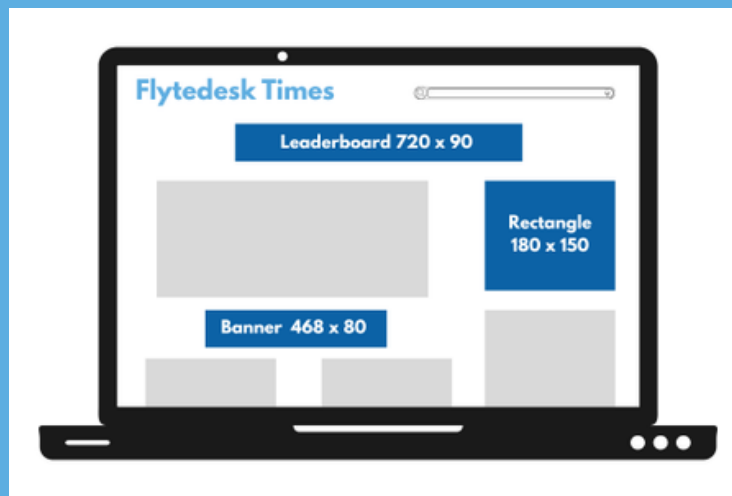 Flytedesk Times
Leaderboard 720 x 90
Rectangle
180 x 150
Banner 468 x 80